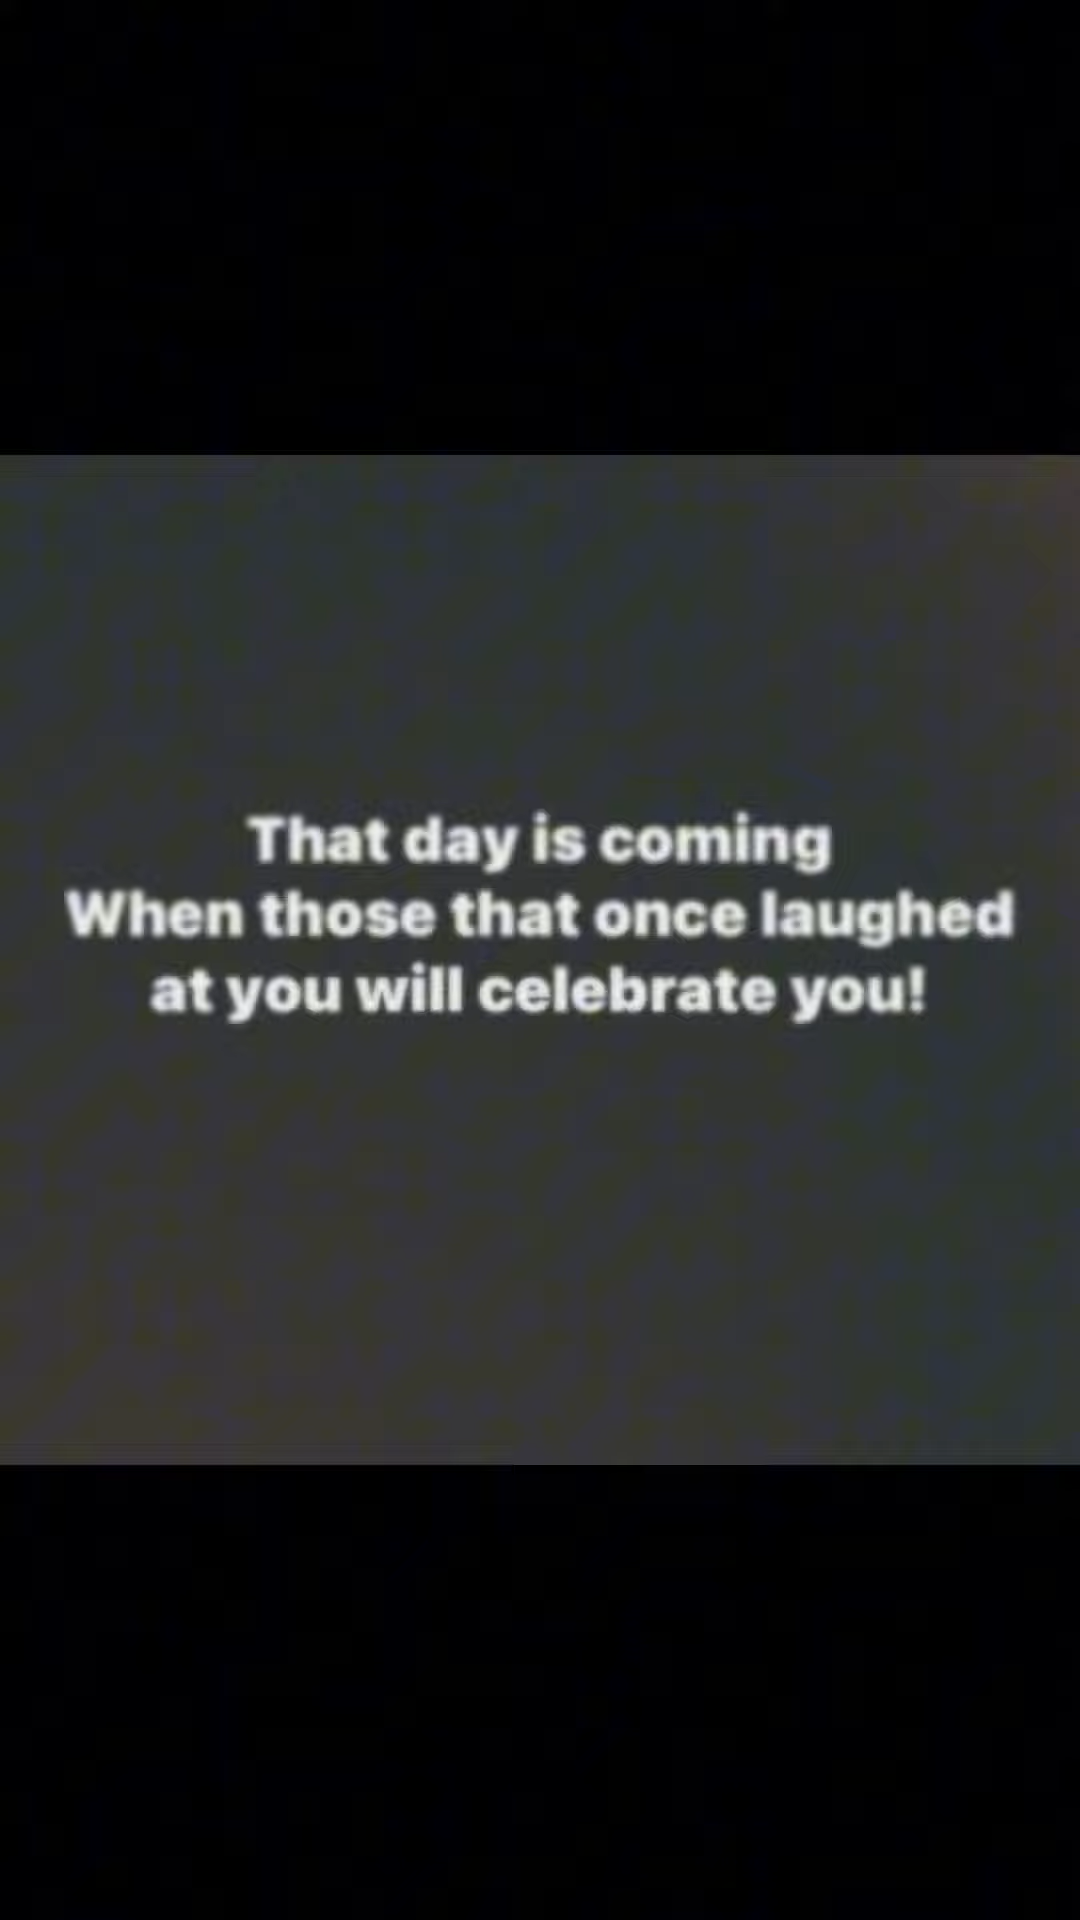 That day is coming
When those that once laughed
at you will celebrate you!